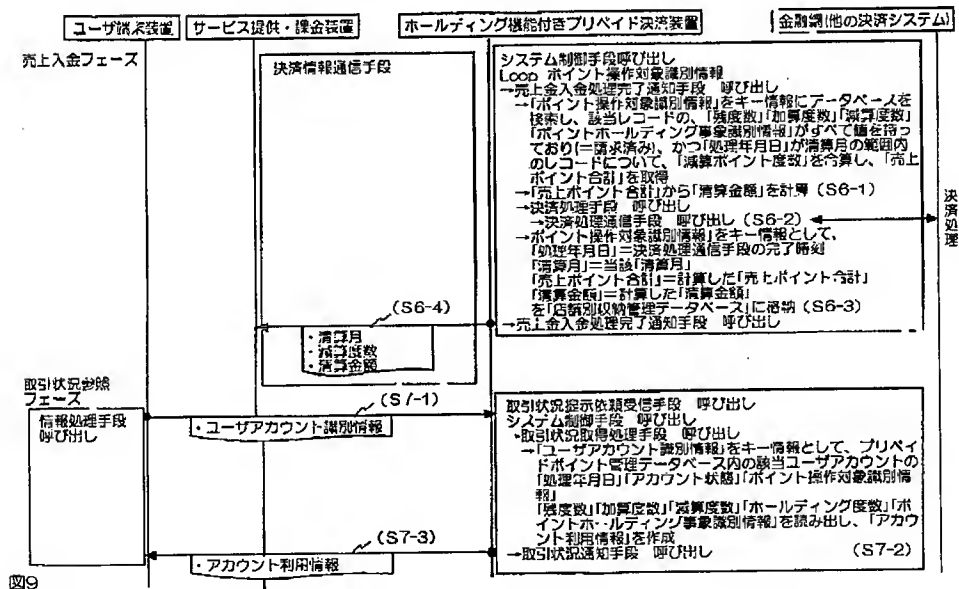 ユーザ端末装置
サービス提供・課金装置
ホールディング機能付きプリペイド決済装置
金融網(他の決済システム)
売上入金フェーズ
決済情報通信手段
システム制御手段呼び出し
Loop ポイント操作対象識別情報
→売上金入金処理完了通知手段 呼び出し
→「ポイント操作対象識別情報」をキー情報にデータベースを
検索し、該当レコードの、「残度数」「加算度数」「減算度数」
「ポイントホールディング事象識別情報」がすべて値を持っ
ており(=請求済み)、かつ「処理年月日」が清算月の範囲内
のレコードについて、「減算ポイント度数」を合算し、「売上
ポイント合計」を取得
→「売上ポイント合計」から「清算金額」を計算(S6-1)
→決済処理手段 呼び出し
→決済処理通信手段 呼び出し(S6-2)
→ポイント操作対象識別情報」をキー情報として、
「処理年月日」=決済処理通信手段の完了時刻
「清算月」=当該「清算月」
「売上ポイント合計」=計算した「売上ポイント合計」
「清算金額」=計算した「清算金額」
を「店舗別収納管理データベース」に格納(S6-3)
→売上金入金処理完了通知手段 呼び出し
決済処理
(S6-4)
・清算月
・減算度数
・清算金額
取引状況参照
フェーズ
情報処理手段
呼び出し
(S7-1)
・ユーザアカウント識別情報
取引状況提示依頼受信手段 呼び出し
システム制御手段 呼び出し
→取引状況取得処理手段 呼び出し
→「ユーザアカウント識別情報」をキー情報として、プリペイ
ドポイント管理データベース内の該当ユーザアカウントの
「処理年月日」「アカウント状態」「ポイント操作対象識別情
報」
「残度数」「加算度数」「減算度数」「ホールディング度数」「ポ
イントホールディング事象識別情報」を読み出し、「アカウ
ント利用情報」を作成
→取引状況通知手段 呼び出し (S7-2)
(S7-3)
・アカウント利用情報
図9